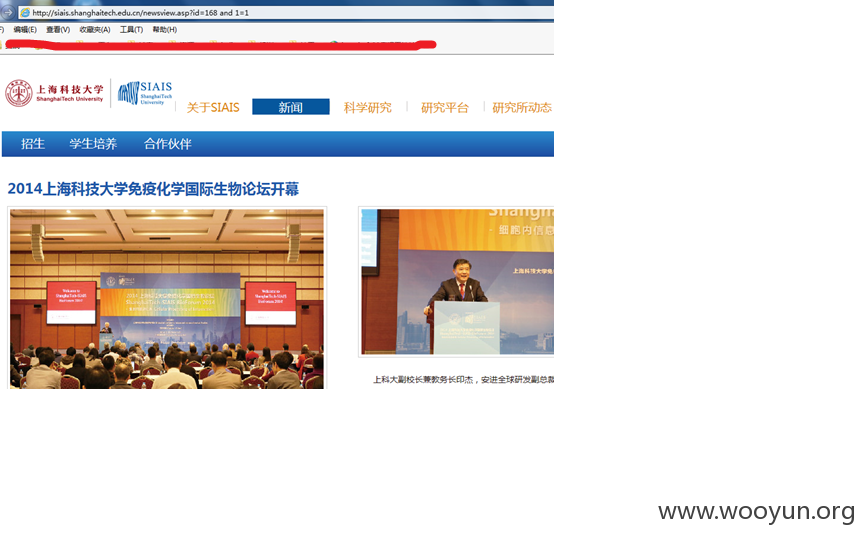 http://siais.shanghaitech.edu.cn/newsview.asp?id=168 and 1=1
F) 编辑(E) 查看(V) 收藏夹(A) 工具(T) 帮助(H)
上海科技大学
ShanghaiTech University
SIAIS
ShanghaiTech
University
关于SIAIS 新闻 科学研究 研究平台 研究所动态
招生 学生培养 合作伙伴
2014上海科技大学免疫化学国际生物论坛开幕
Welcome to
ShanghaiTech-SIAIS
BioForum 2014
Welcome to
ShanghaiTech-SIAIS
BioForum 2014
Shangha
- 细胞内信息
上海科技大学免
上科大副校长兼教务长印杰，安进全球研发副总裁
www.wooyun.org